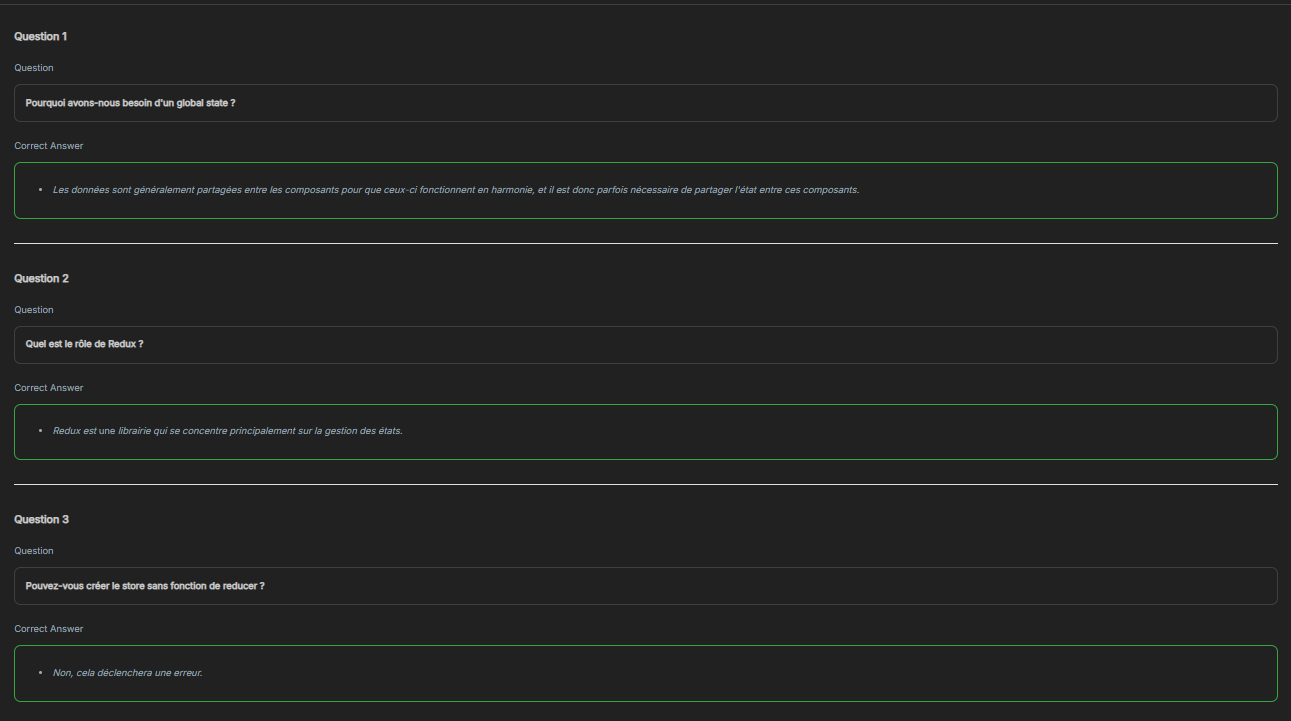 Question 1
Question
Pourquoi avons-nous besoin d'un global state ?
Correct Answer
• Les données sont généralement partagées entre les composants pour que ceux-ci fonctionnent en harmonie, et il est donc parfois nécessaire de partager l'état entre ces composants.
Question 2
Question
Quel est le rôle de Redux ?
Correct Answer
• Redux est une librairie qui se concentre principalement sur la gestion des états.
Question 3
Question
Pouvez-vous créer le store sans fonction de reducer ?
Correct Answer
• Non, cela déclenchera une erreur.